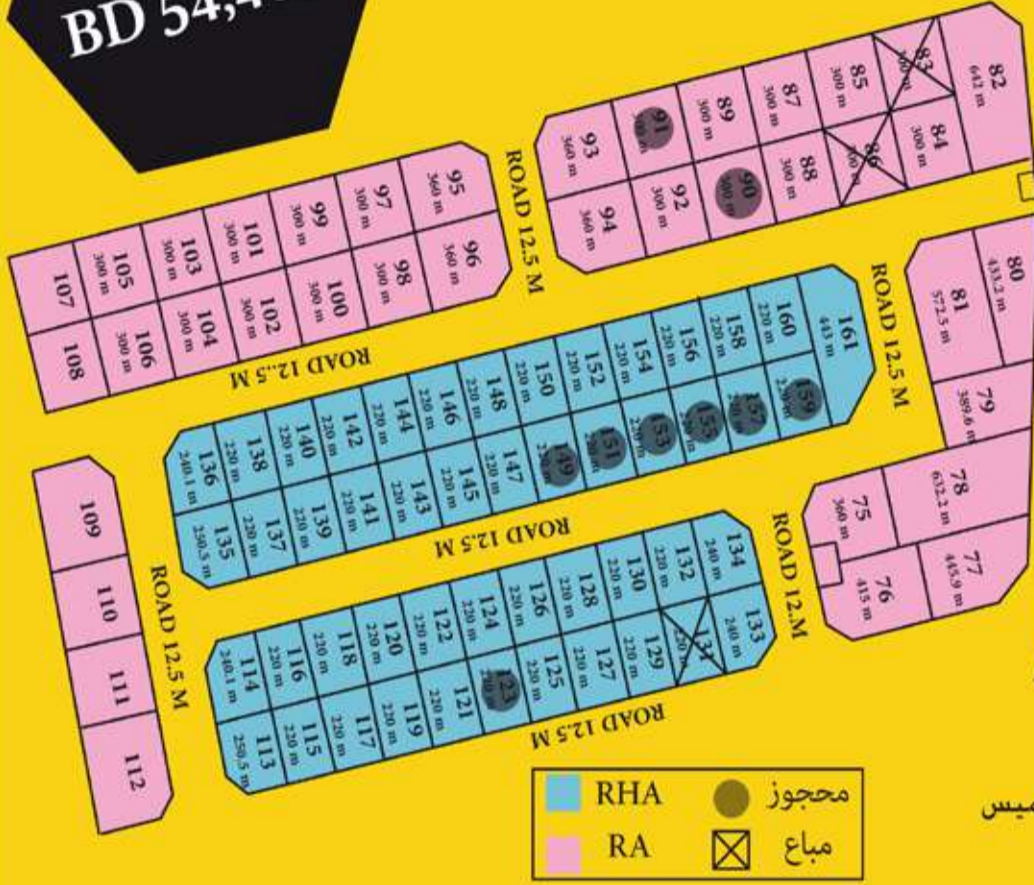 BD 54,4
82
642 m
83
300 m
84
300 m
85
300 m
86
300 m
87
300 m
88
300 m
89
300 m
90
300 m
91
300 m
92
300 m
93
360 m
94
360 m
ROAD 12.5 M
95
360 m
96
360 m
97
300 m
98
300 m
99
300 m
100
300 m
101
300 m
102
300 m
103
300 m
104
300 m
105
300 m
106
300 m
107
108
ROAD 12..5 M
80
433.2 m
81
572.5 m
79
389.6 m
78
632.2 m
77
445.9 m
75
360 m
76
415 m
ROAD 12.5 M
161
443 m
160
220 m
159
220 m
158
220 m
157
156
220 m
155
154
220 m
153
220 m
152
220 m
151
150
220 m
149
148
220 m
147
220 m
146
220 m
145
220 m
144
220 m
143
220 m
142
220 m
141
220 m
140
220 m
139
220 m
138
220 m
137
220 m
136
240.1 m
135
250.5 m
ROAD 12.5 M
ROAD 12.M
134
240 m
133
240 m
132
220 m
131
130
220 m
129
220 m
128
220 m
127
220 m
126
220 m
125
220 m
124
220 m
123
122
220 m
121
220 m
120
220 m
119
220 m
118
220 m
117
220 m
116
220 m
115
220 m
114
240.1 m
113
250,5 m
ROAD 12.5 M
109
110
111
112
ROAD 12.5 M
RHA
محجوز
RA
مباع
ميس